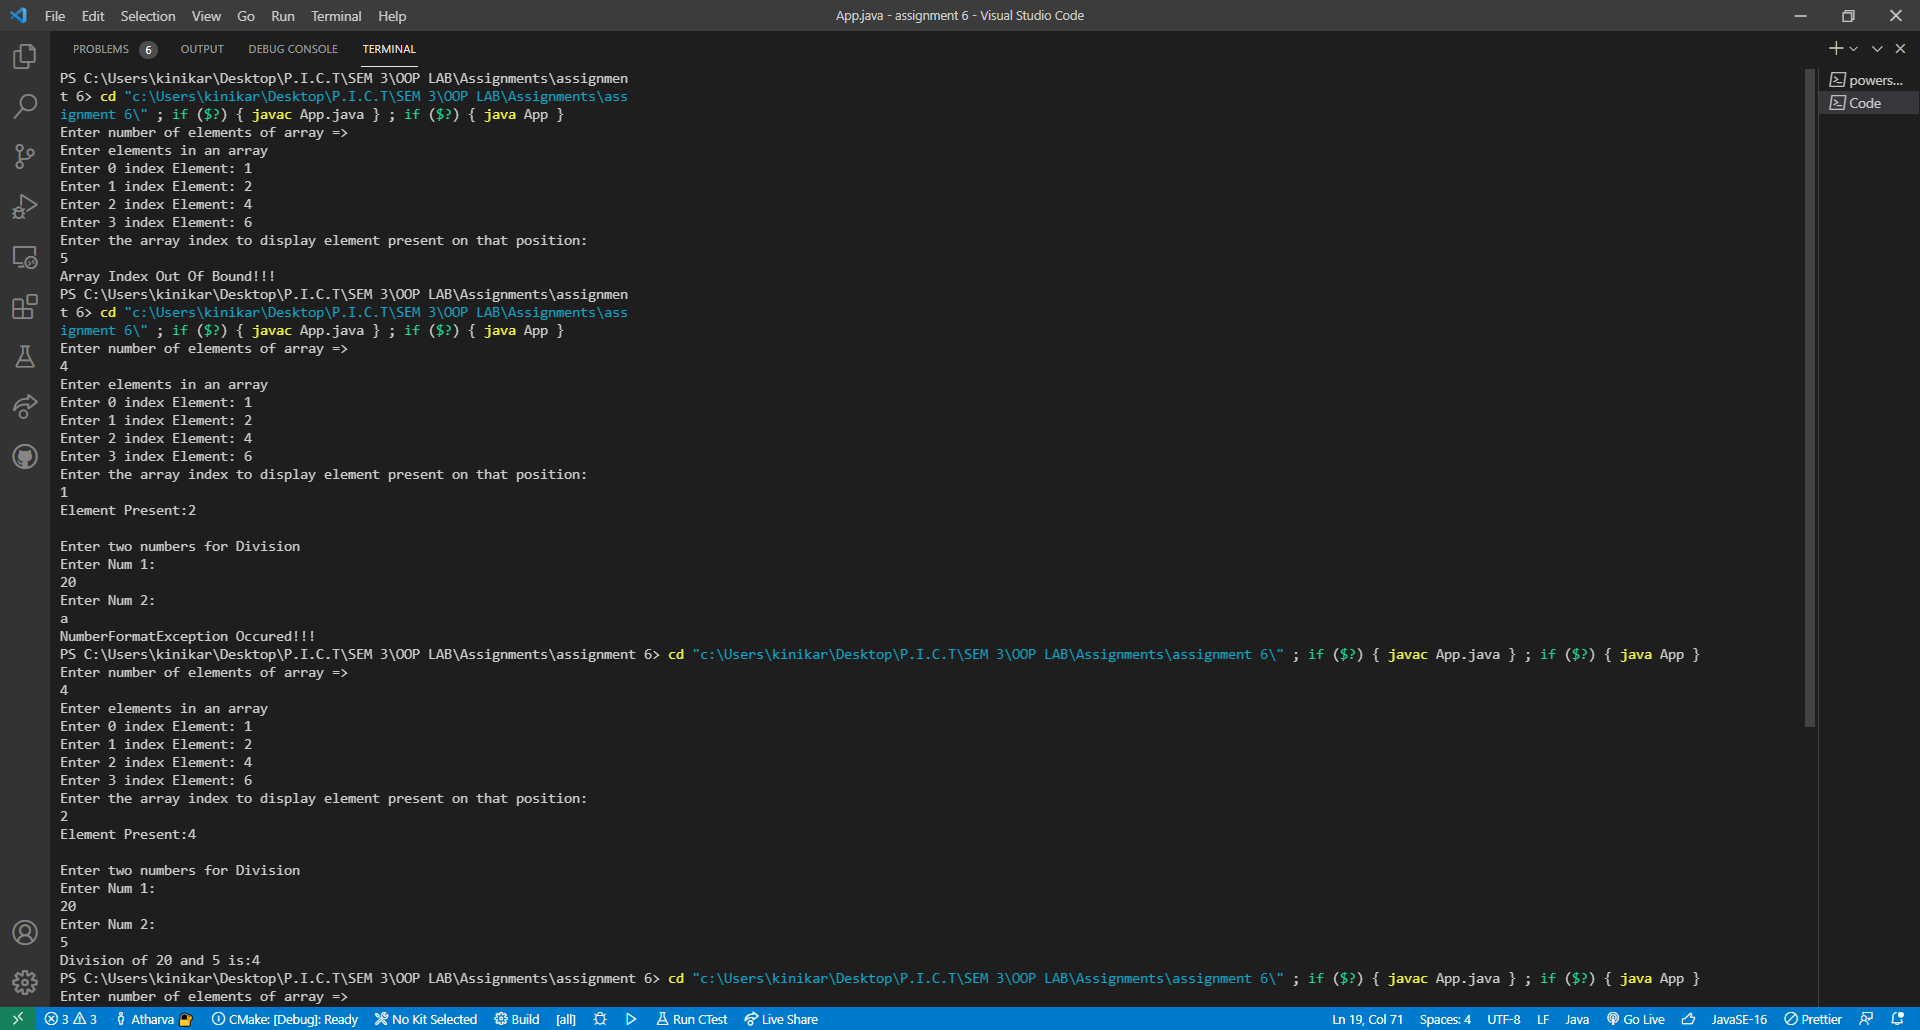 File Edit Selection View Go Run Terminal Help App.java - assignment 6 - Visual Studio Code
PROBLEMS 6 OUTPUT DEBUG CONSOLE TERMINAL
powers...
Code
PS C:\Users\kinikar\Desktop\P.I.C.T\SEM 3\OOP LAB\Assignments\assignmen
t 6> cd "c:\Users\kinikar\Desktop\P.I.C.T\SEM 3\OOP LAB\Assignments\ass
ignment 6\" ; if ($?) { javac App.java } ; if ($?) { java App }
Enter number of elements of array =>
Enter elements in an array
Enter 0 index Element: 1
Enter 1 index Element: 2
Enter 2 index Element: 4
Enter 3 index Element: 6
Enter the array index to display element present on that position:
5
Array Index Out Of Bound!!!
PS C:\Users\kinikar\Desktop\P.I.C.T\SEM 3\OOP LAB\Assignments\assignmen
t 6> cd "c:\Users\kinikar\Desktop\P.I.C.T\SEM 3\OOP LAB\Assignments\ass
ignment 6\" ; if ($?) { javac App.java } ; if ($?) { java App }
Enter number of elements of array =>
4
Enter elements in an array
Enter 0 index Element: 1
Enter 1 index Element: 2
Enter 2 index Element: 4
Enter 3 index Element: 6
Enter the array index to display element present on that position:
1
Element Present:2
Enter two numbers for Division
Enter Num 1:
20
Enter Num 2:
a
NumberFormatException Occured!!!
PS C:\Users\kinikar\Desktop\P.I.C.T\SEM 3\OOP LAB\Assignments\assignment 6> cd "c:\Users\kinikar\Desktop\P.I.C.T\SEM 3\OOP LAB\Assignments\assignment 6\" ; if ($?) { javac App.java } ; if ($?) { java App }
Enter number of elements of array =>
4
Enter elements in an array
Enter 0 index Element: 1
Enter 1 index Element: 2
Enter 2 index Element: 4
Enter 3 index Element: 6
Enter the array index to display element present on that position:
2
Element Present:4
Enter two numbers for Division
Enter Num 1:
20
Enter Num 2:
5
Division of 20 and 5 is:4
PS C:\Users\kinikar\Desktop\P.I.C.T\SEM 3\OOP LAB\Assignments\assignment 6> cd "c:\Users\kinikar\Desktop\P.I.C.T\SEM 3\OOP LAB\Assignments\assignment 6\" ; if ($?) { javac App.java } ; if ($?) { java App }
Enter number of elements of array =>
3 3 Atharva CMake: [Debug]: Ready No Kit Selected Build [all] Run CTest Live Share Ln 19, Col 71 Spaces: 4 UTF-8 LF Java Go Live JavaSE-16 Prettier